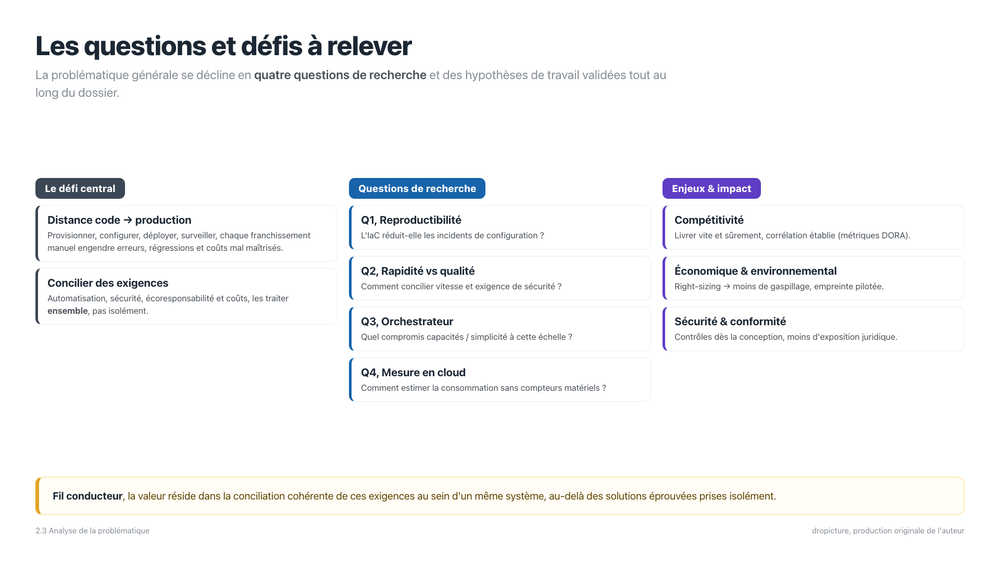 Les questions et défis à relever
La problématique générale se décline en quatre questions de recherche et des hypothèses de travail validées tout au
long du dossier.
Le défi central
Distance code → production
Provisionner, configurer, déployer, surveiller, chaque franchissement
manuel engendre erreurs, régressions et coûts mal maîtrisés.
Concilier des exigences
Automatisation, sécurité, écoresponsabilité et coûts, les traiter
ensemble, pas isolément.
Questions de recherche
Q1, Reproductibilité
L'IaC réduit-elle les incidents de configuration ?
Q2, Rapidité vs qualité
Comment concilier vitesse et exigence de sécurité ?
Q3, Orchestrateur
Quel compromis capacités / simplicité à cette échelle ?
Q4, Mesure en cloud
Comment estimer la consommation sans compteurs matériels ?
Enjeux & impact
Compétitivité
Livrer vite et sûrement, corrélation établie (métriques DORA).
Économique & environnemental
Right-sizing → moins de gaspillage, empreinte pilotée.
Sécurité & conformité
Contrôles dès la conception, moins d'exposition juridique.
Fil conducteur, la valeur réside dans la conciliation cohérente de ces exigences au sein d'un même système, au-delà des solutions éprouvées prises isolément.
2.3 Analyse de la problématique
dropicture, production originale de l'auteur